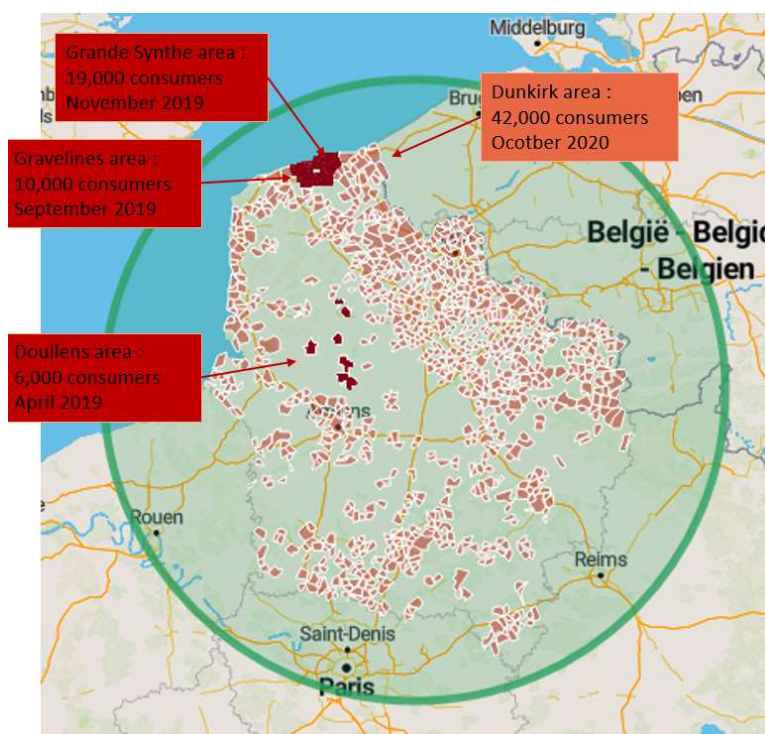 Middelburg
Grande Synthe area :
19,000 consumers
November 2019
Dunkirk area :
42,000 consumers
Ocotber 2020
Brug
pen
Gravelines area :
10,000 consumers
September 2019
België - Belgic
- Belgien
Doullens area :
6,000 consumers
April 2019
Amiens
Rouen
Reims
Saint-Denis
Paris